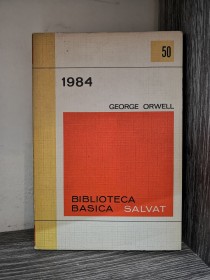 50
1984
GEORGE ORWELL
BIBLIOTECA
BASICA SALVAT